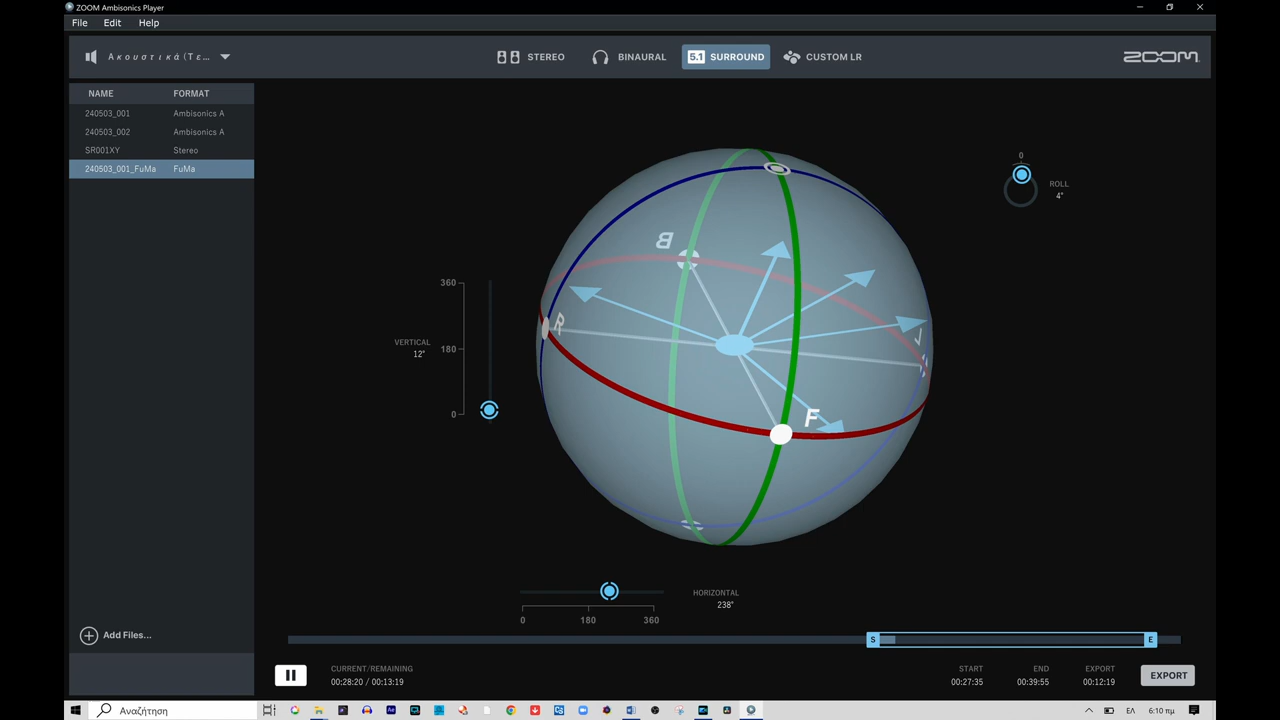 ZOOM Ambisonics Player
File Edit Help
Ακουστικά (Τε... STEREO BINAURAL 5.1 SURROUND CUSTOM LR ZOOM
NAME FORMAT
240503_001 Ambisonics A
240503_002 Ambisonics A
SR001XY Stereo
240503_001_FuMa FuMa
0
ROLL
4°
B
R
L
F
360
VERTICAL
12°
180
0
HORIZONTAL
238°
0 180 360
Add Files...
S E
CURRENT/REMAINING START END EXPORT
00:28:20 / 00:13:19 00:27:35 00:39:55 00:12:19
EXPORT
Αναζήτηση ΕΛ 6:10 πμ